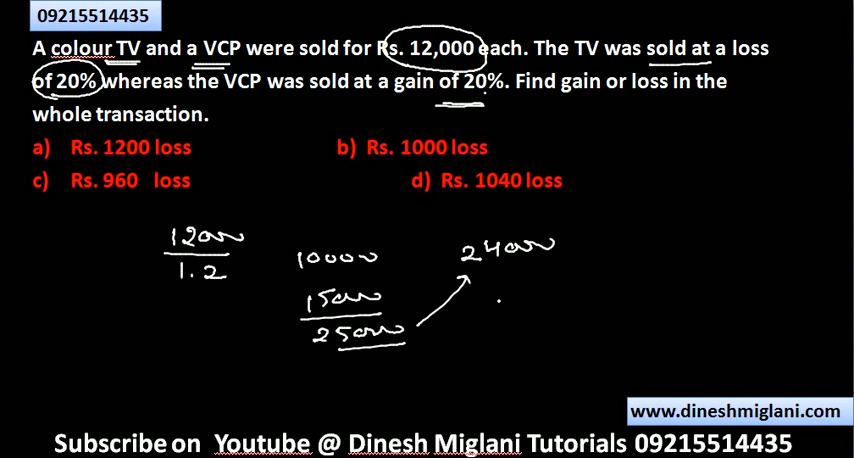 09215514435
A colour TV and a VCP were sold for Rs. 12,000 each. The TV was sold at a loss
of 20% whereas the VCP was sold at a gain of 20%. Find gain or loss in the
whole transaction.
a) Rs. 1200 loss b) Rs. 1000 loss
c) Rs. 960 loss d) Rs. 1040 loss
12000 10000 24000
1.2
15000
25000
www.dineshmiglani.com
Subscribe on Youtube @ Dinesh Miglani Tutorials 09215514435